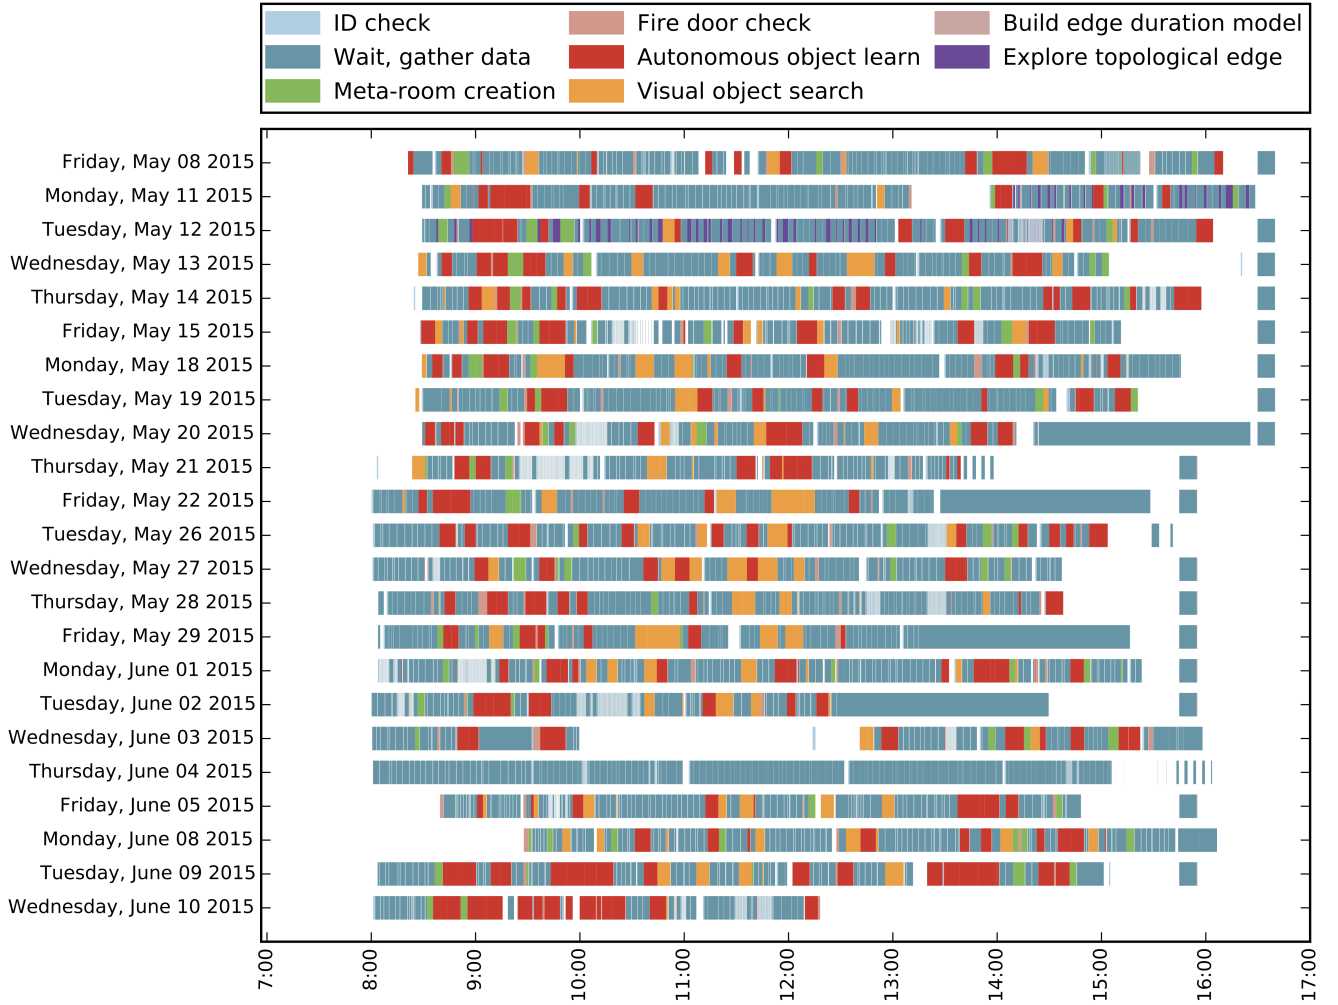 ID check
Fire door check
Build edge duration model
Wait, gather data
Autonomous object learn
Explore topological edge
Meta-room creation
Visual object search
Friday, May 08 2015
Monday, May 11 2015
Tuesday, May 12 2015
Wednesday, May 13 2015
Thursday, May 14 2015
Friday, May 15 2015
Monday, May 18 2015
Tuesday, May 19 2015
Wednesday, May 20 2015
Thursday, May 21 2015
Friday, May 22 2015
Tuesday, May 26 2015
Wednesday, May 27 2015
Thursday, May 28 2015
Friday, May 29 2015
Monday, June 01 2015
Tuesday, June 02 2015
Wednesday, June 03 2015
Thursday, June 04 2015
Friday, June 05 2015
Monday, June 08 2015
Tuesday, June 09 2015
Wednesday, June 10 2015
7:00
8:00
9:00
10:00
11:00
12:00
13:00
14:00
15:00
16:00
17:00